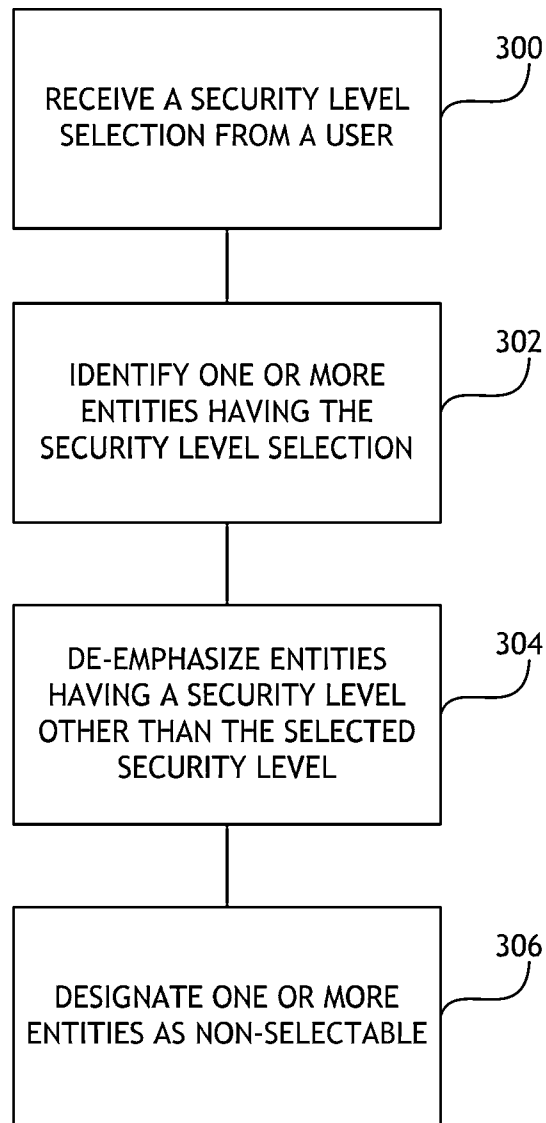 300
RECEIVE A SECURITY LEVEL
SELECTION FROM A USER
302
IDENTIFY ONE OR MORE
ENTITIES HAVING THE
SECURITY LEVEL SELECTION
304
DE-EMPHASIZE ENTITIES
HAVING A SECURITY LEVEL
OTHER THAN THE SELECTED
SECURITY LEVEL
306
DESIGNATE ONE OR MORE
ENTITIES AS NON-SELECTABLE